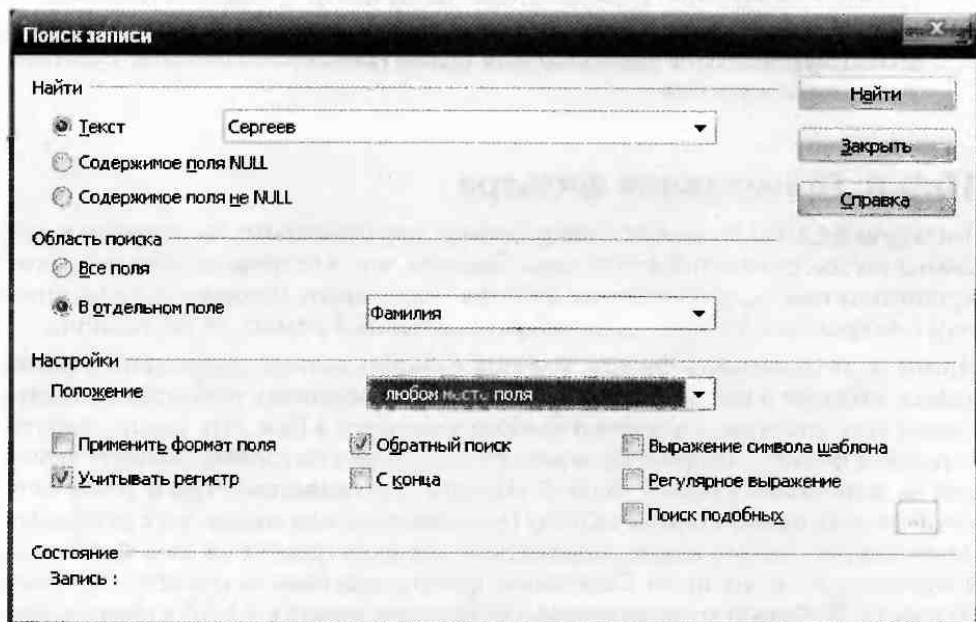 Поиск записи
Найти
Текст
Сергеев
Содержимое поля NULL
Содержимое поля не NULL
Найти
Закрыть
Справка
Область поиска
Все поля
В отдельном поле
Фамилия
Настройки
Положение
любом месте поля
Применить формат поля
Обратный поиск
Выражение символа шаблона
Учитывать регистр
С конца
Регулярное выражение
Поиск подобных
Состояние
Запись :